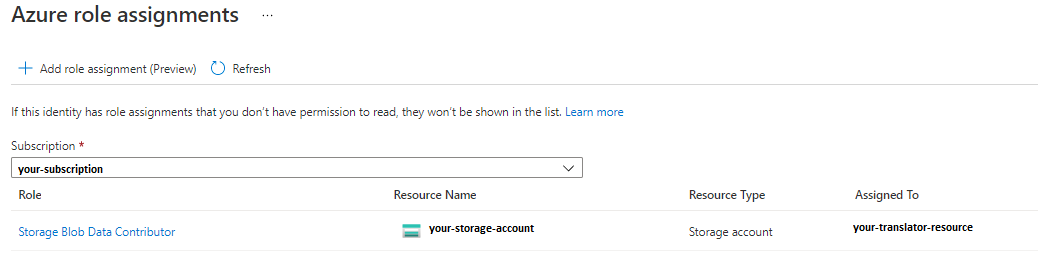 Azure role assignments ...
+ Add role assignment (Preview) Refresh
If this identity has role assignments that you don't have permission to read, they won't be shown in the list. Learn more
Subscription *
your-subscription
Role Resource Name Resource Type Assigned To
Storage Blob Data Contributor your-storage-account Storage account your-translator-resource